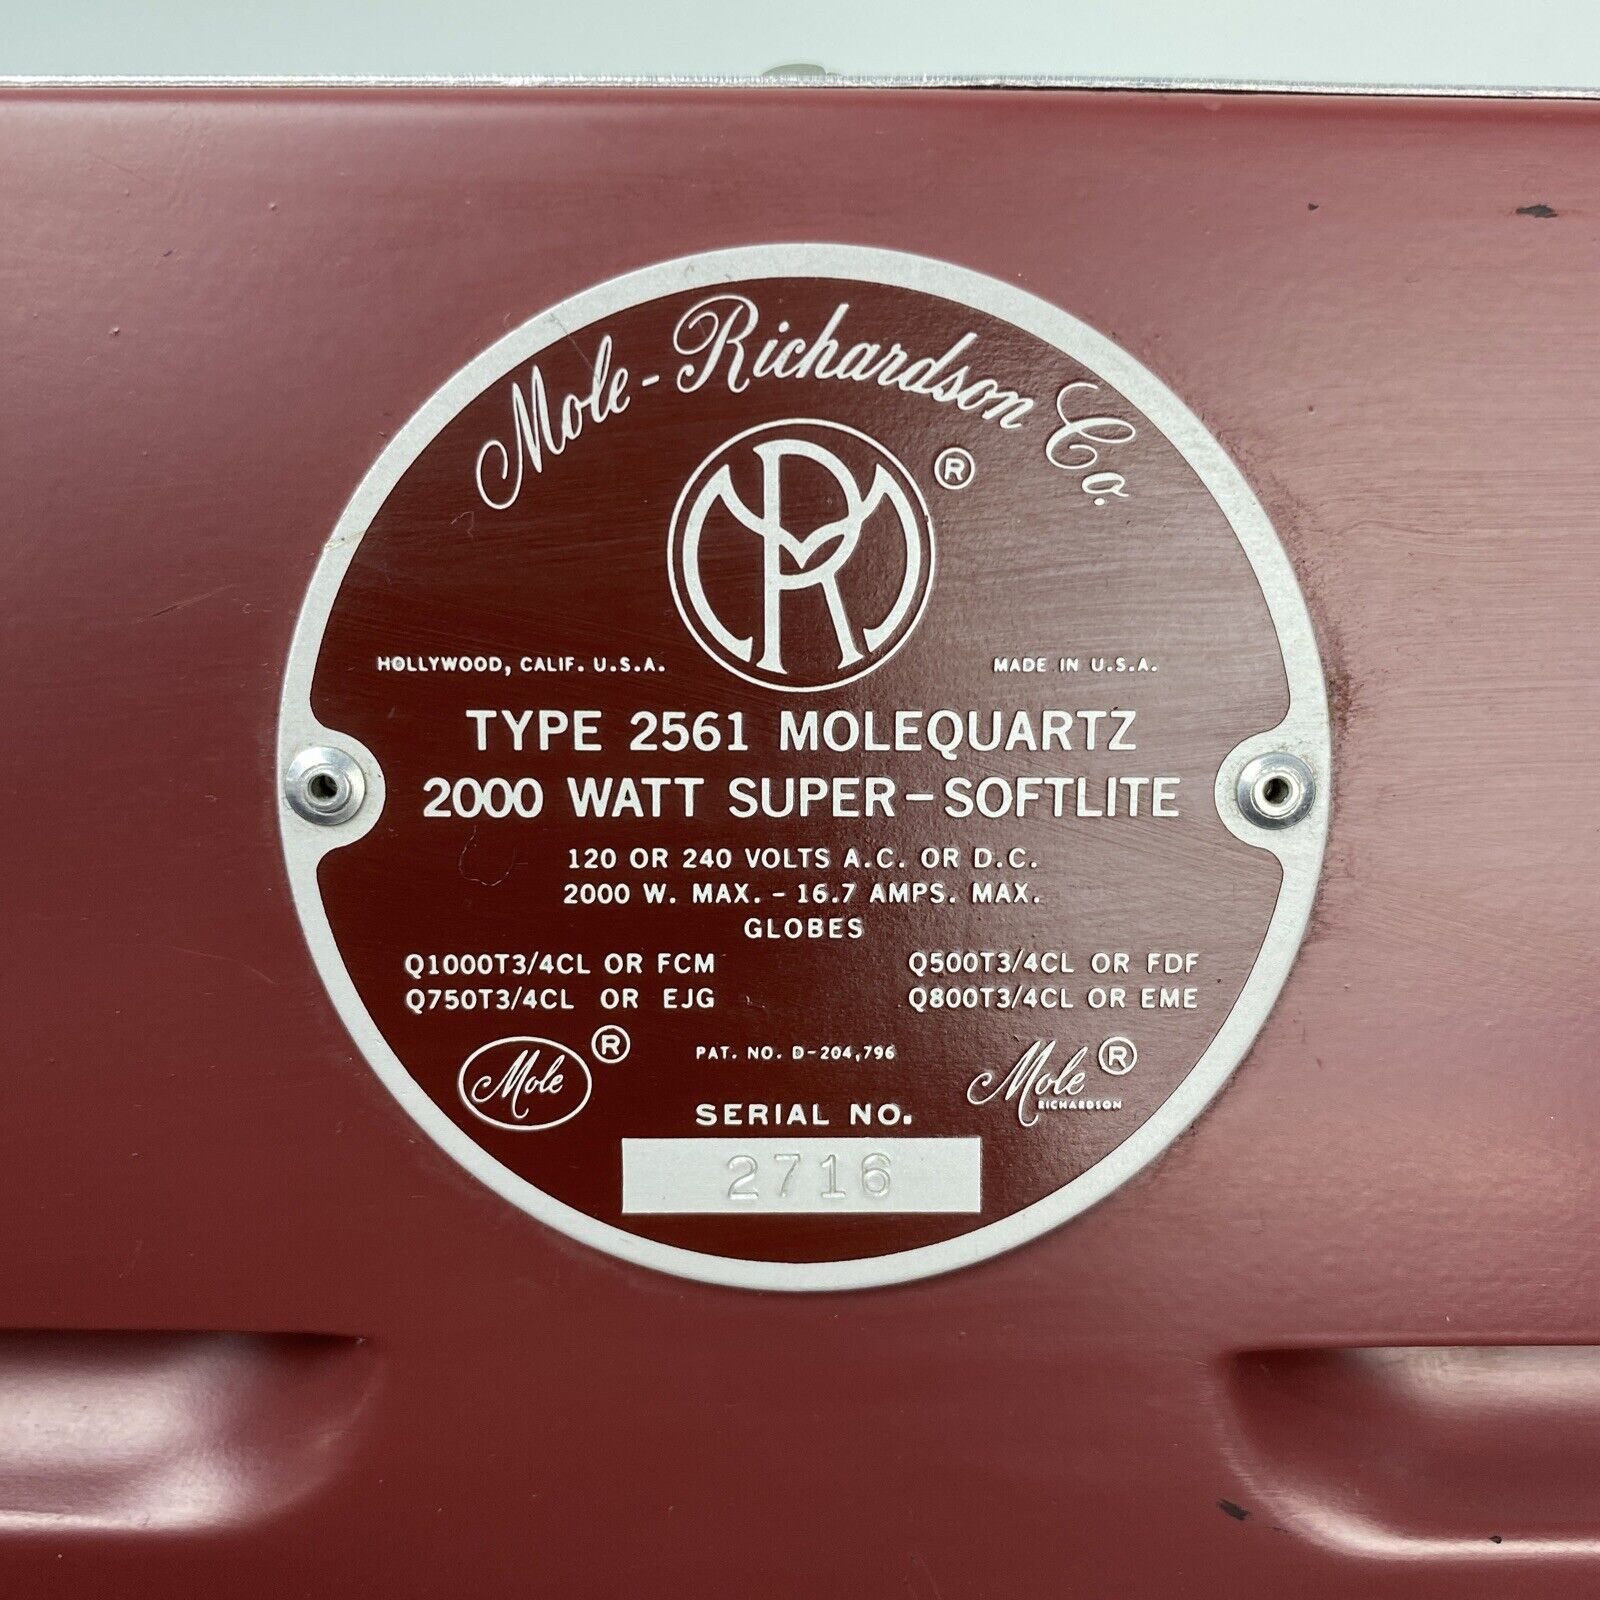 Mole-Richardson Co.
MR ®
HOLLYWOOD, CALIF. U.S.A. MADE IN U.S.A.
TYPE 2561 MOLEQUARTZ
2000 WATT SUPER-SOFTLITE
120 OR 240 VOLTS A.C. OR D.C.
2000 W. MAX. - 16.7 AMPS. MAX.
GLOBES
Q1000T3/4CL OR FCM Q500T3/4CL OR FDF
Q750T3/4CL OR EJG Q800T3/4CL OR EME
Mole ® PAT. NO. D-204,796 Mole ®
RICHARDSON
SERIAL NO.
2716